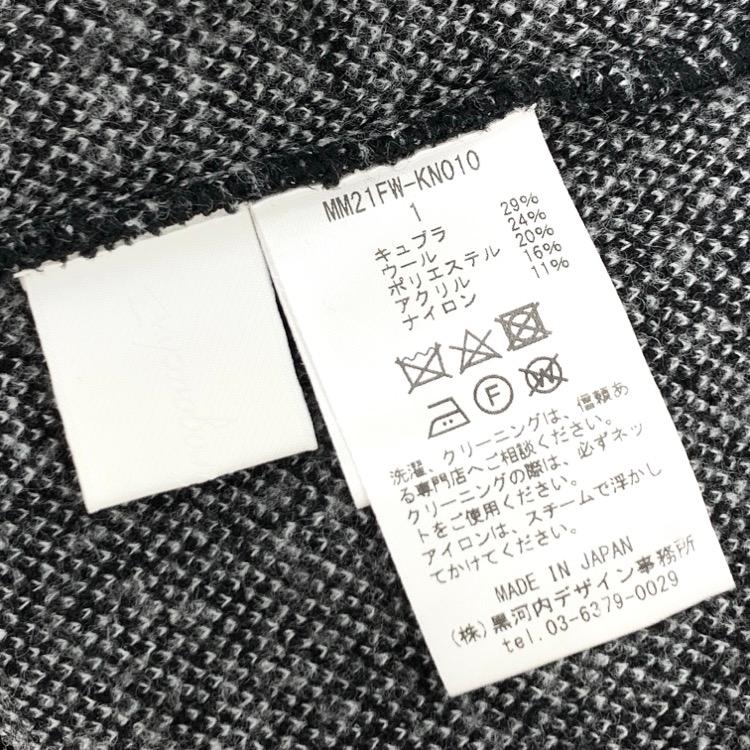 MM21FW-KN010
1
キュプラ 29%
ウール 24%
ポリエステル 20%
アクリル 16%
ナイロン 11%
F
W
洗濯、クリーニングは、信頼あ
る専門店へご相談ください。
クリーニングの際は、必ずネッ
トをご使用ください。
アイロンは、スチームで浮かし
てかけてください。
MADE IN JAPAN
(株)黒河内デザイン事務所
tel.03-6379-0029